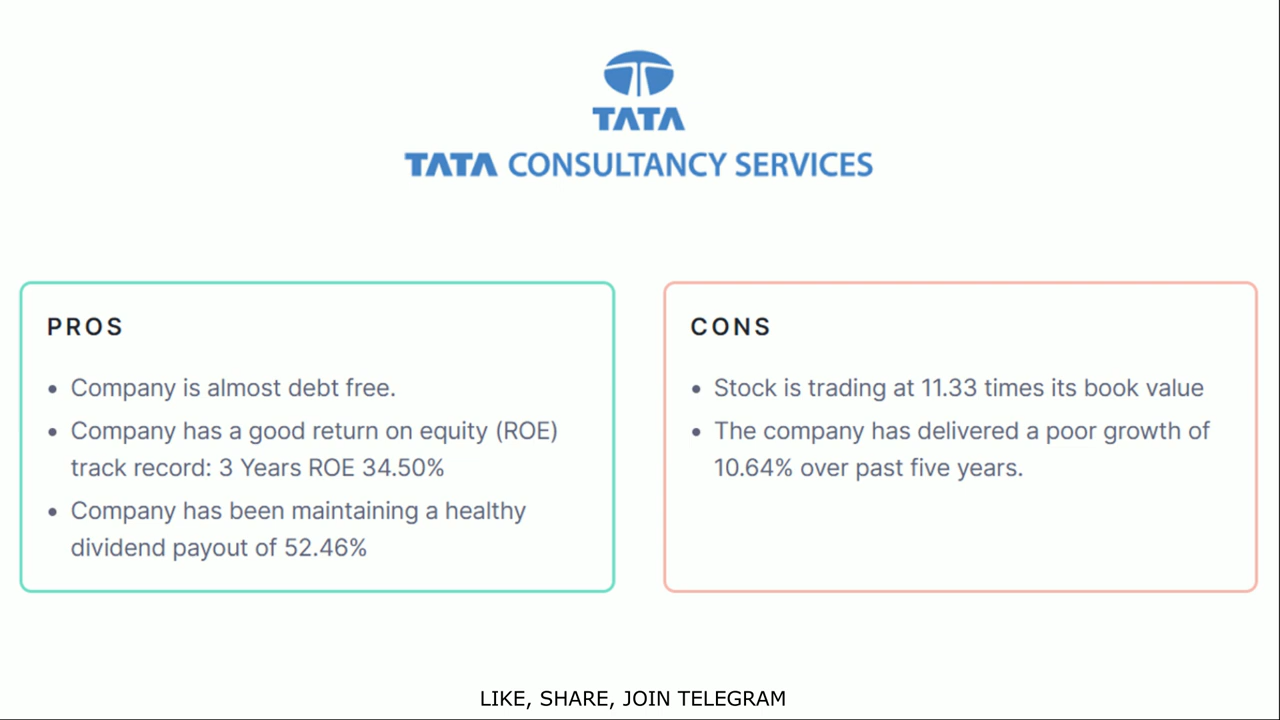 TATA
TATA CONSULTANCY SERVICES
PROS
• Company is almost debt free.
• Company has a good return on equity (ROE)
track record: 3 Years ROE 34.50%
• Company has been maintaining a healthy
dividend payout of 52.46%
CONS
• Stock is trading at 11.33 times its book value
• The company has delivered a poor growth of
10.64% over past five years.
LIKE, SHARE, JOIN TELEGRAM